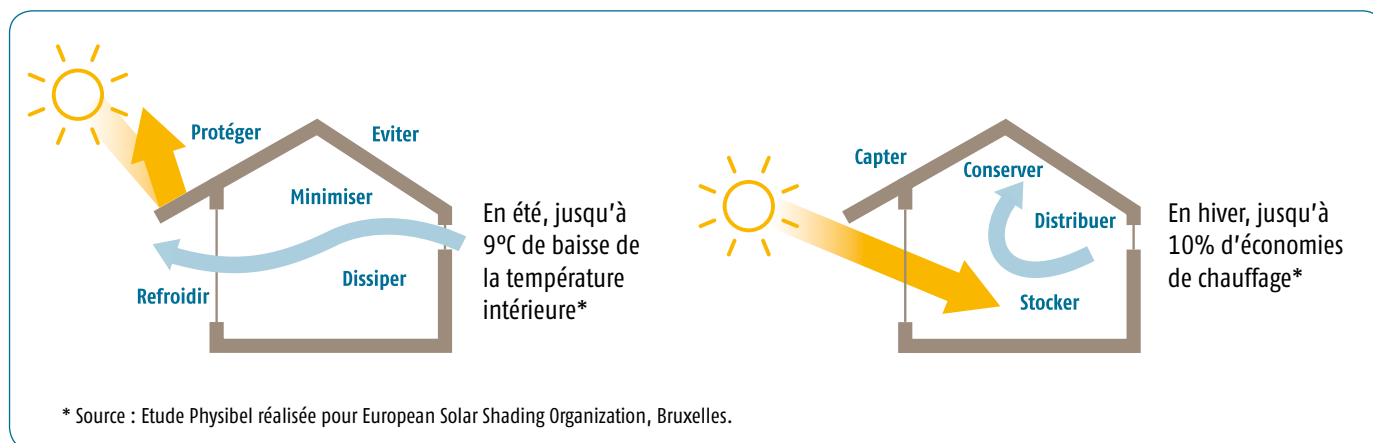 Protéger
Eviter
Minimiser
Dissiper
Refroidir
En été, jusqu'à
9°C de baisse de
la température
intérieure*
Capter
Conserver
Distribuer
Stocker
En hiver, jusqu'à
10% d'économies
de chauffage*
* Source : Etude Physibel réalisée pour European Solar Shading Organization, Bruxelles.